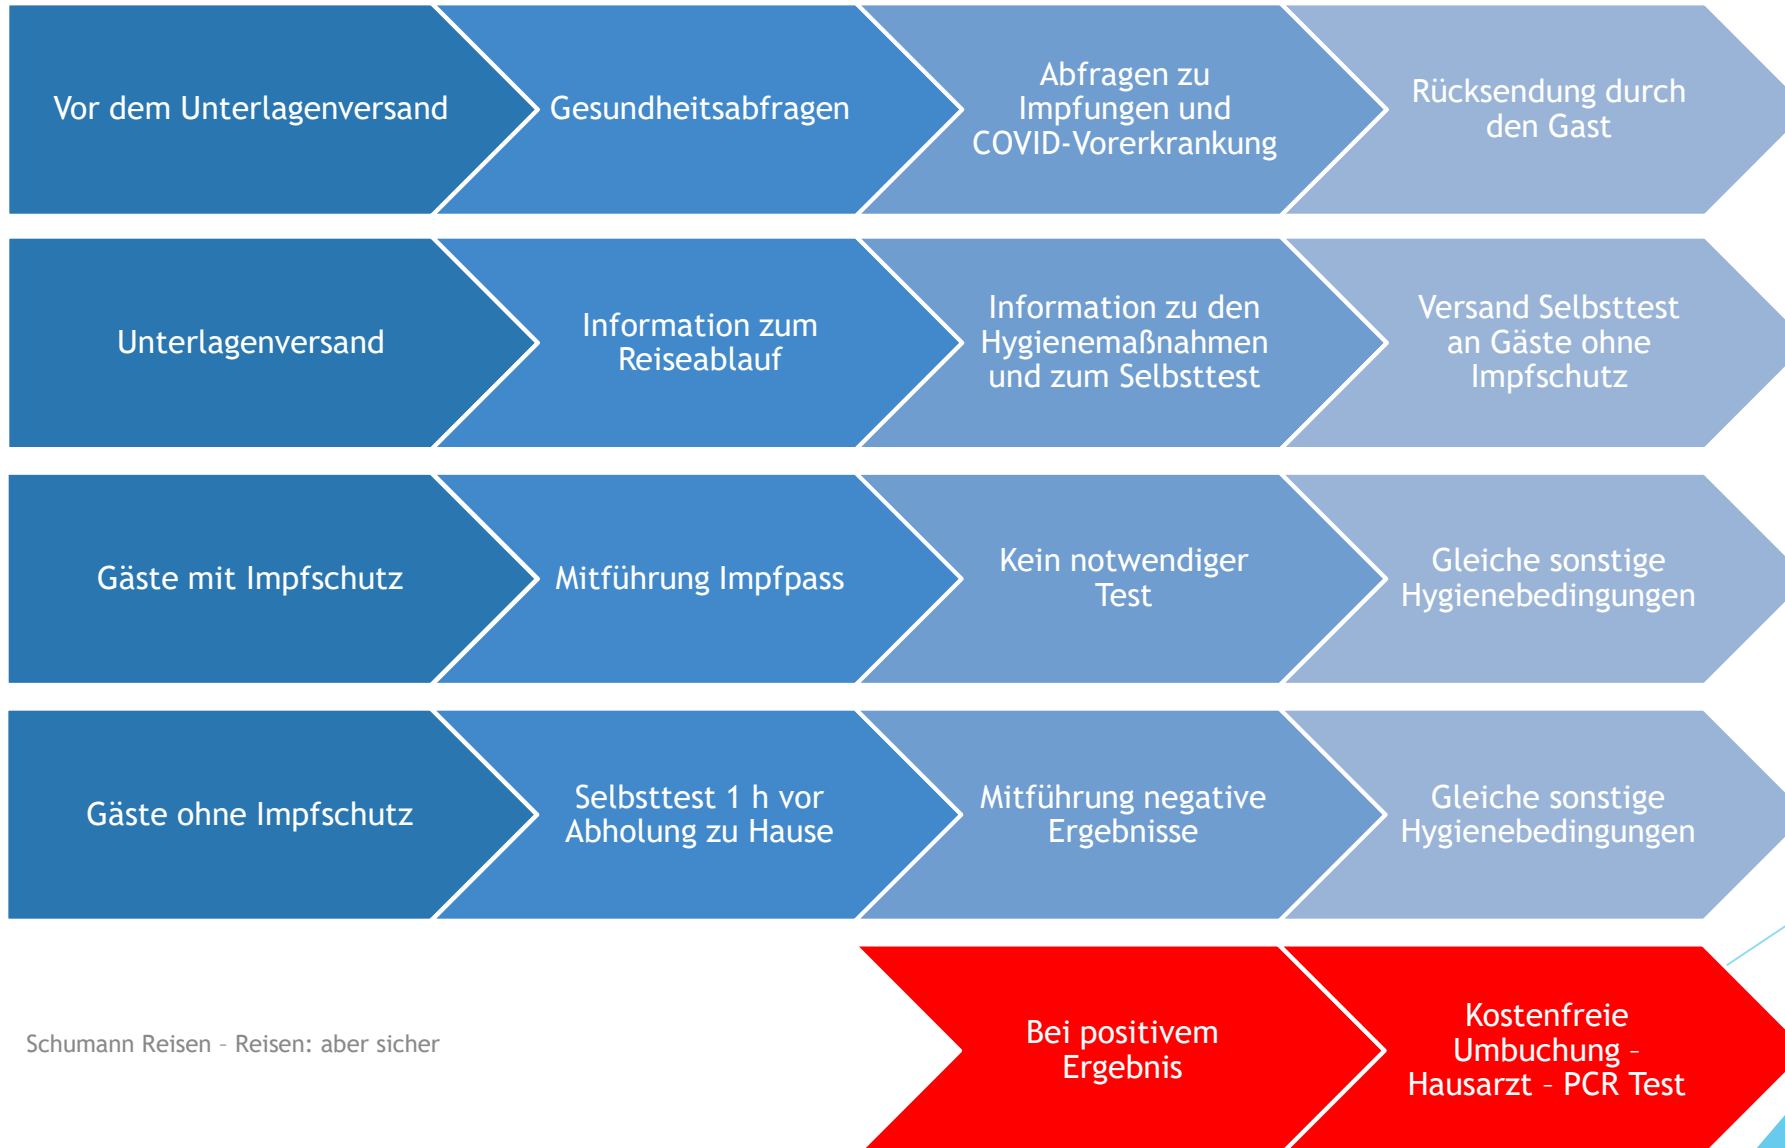 Vor dem Unterlagenversand
Gesundheitsabfragen
Abfragen zu
Impfungen und
COVID-Vorerkrankung
Rücksendung durch
den Gast
Unterlagenversand
Information zum
Reiseablauf
Information zu den
Hygienemaßnahmen
und zum Selbsttest
Versand Selbsttest
an Gäste ohne
Impfschutz
Gäste mit Impfschutz
Mitführung Impfpass
Kein notwendiger
Test
Gleiche sonstige
Hygienebedingungen
Gäste ohne Impfschutz
Selbsttest 1 h vor
Abholung zu Hause
Mitführung negative
Ergebnisse
Gleiche sonstige
Hygienebedingungen
Bei positivem
Ergebnis
Kostenfreie
Umbuchung –
Hausarzt – PCR Test
Schumann Reisen – Reisen: aber sicher